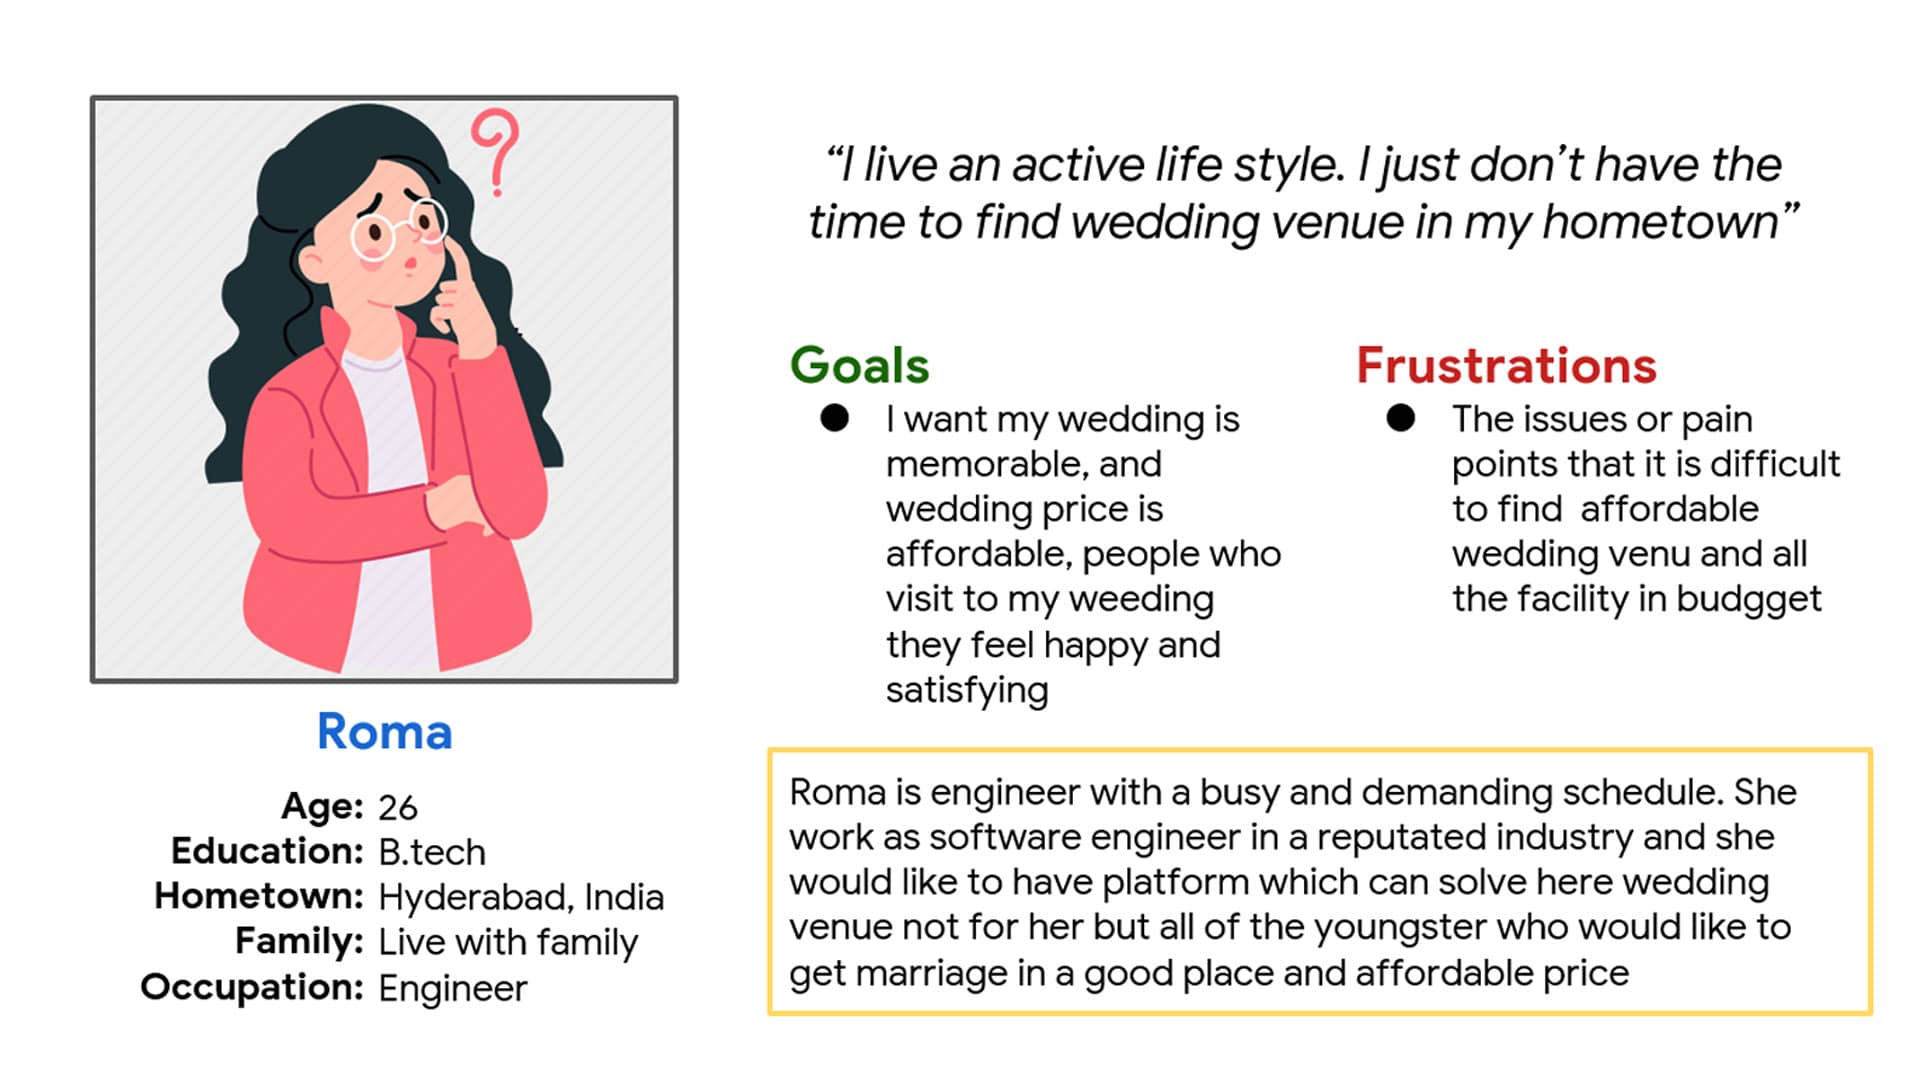 ?
“I live an active life style. I just don’t have the
time to find wedding venue in my hometown”
Goals
● I want my wedding is
memorable, and
wedding price is
affordable, people who
visit to my weeding
they feel happy and
satisfying
Frustrations
● The issues or pain
points that it is difficult
to find  affordable
wedding venu and all
the facility in budgget
Roma
Age: 26
Education: B.tech
Hometown: Hyderabad, India
Family: Live with family
Occupation: Engineer
Roma is engineer with a busy and demanding schedule. She
work as software engineer in a reputated industry and she
would like to have platform which can solve here wedding
venue not for her but all of the youngster who would like to
get marriage in a good place and affordable price